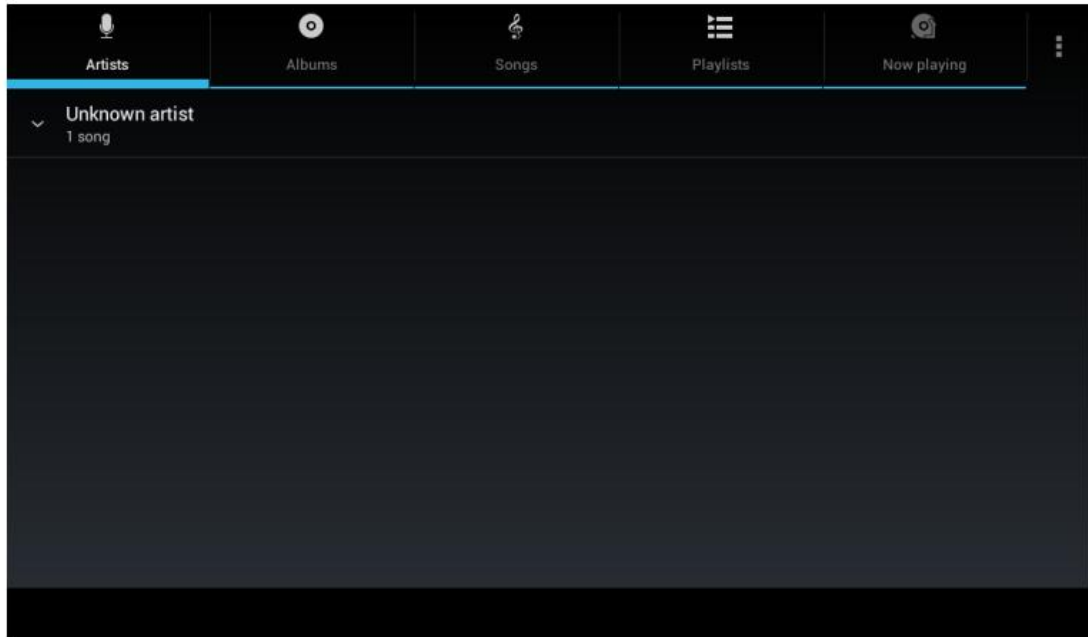 Artists
Albums
Songs
Playlists
Now playing
Unknown artist
1 song